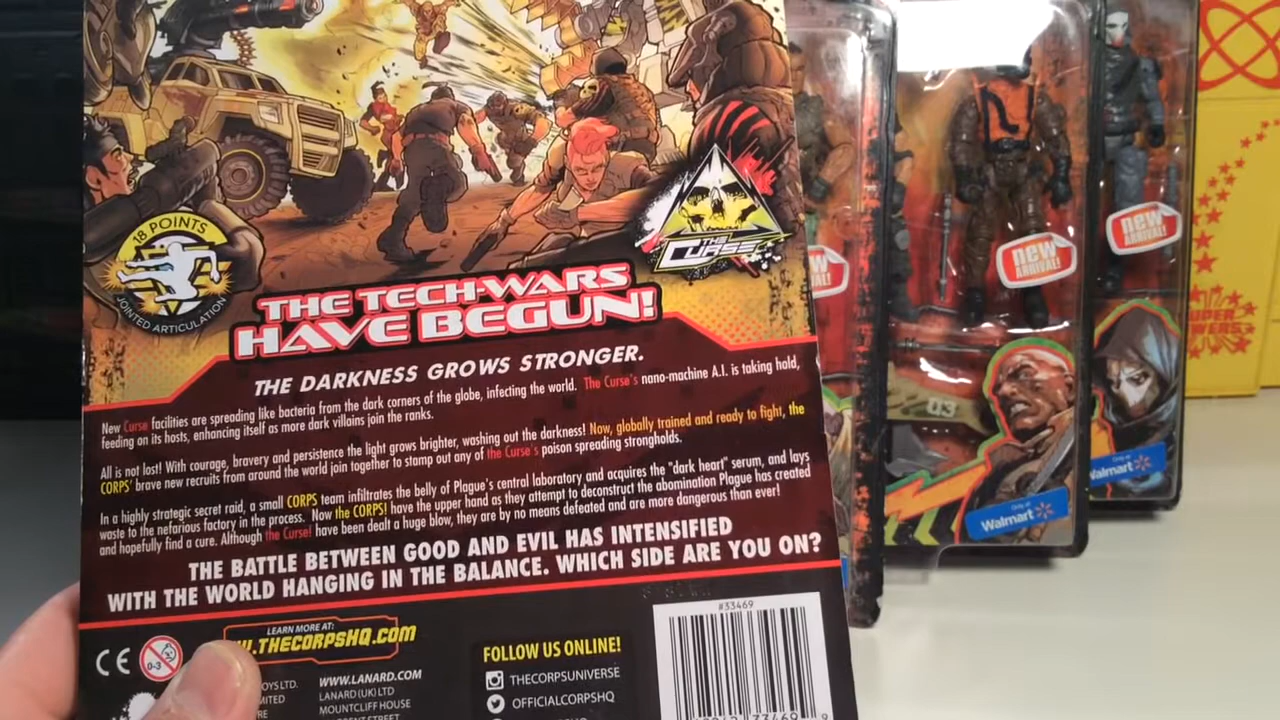 18 POINTS
JOINTED ARTICULATION
THE CURSE
THE TECH-WARS
HAVE BEGUN!
THE DARKNESS GROWS STRONGER.
New Curse facilities are spreading like bacteria from the dark corners of the globe, infecting the world. The Curse's nano-machine A.I. is taking hold,
feeding on its hosts, enhancing itself as more dark villains join the ranks.
All is not lost! With courage, bravery and persistence the light grows brighter, washing out the darkness! Now, globally trained and ready to fight, the
CORPS' brave new recruits from around the world join together to stamp out any of the Curse's poison spreading strongholds.
In a highly strategic secret raid, a small CORPS team infiltrates the belly of Plague's central laboratory and acquires the "dark heart" serum, and lays
waste to the nefarious factory in the process. Now the CORPS! have the upper hand as they attempt to deconstruct the abomination Plague has created
and hopefully find a cure. Although the Curse! have been dealt a huge blow, they are by no means defeated and are more dangerous than ever!
THE BATTLE BETWEEN GOOD AND EVIL HAS INTENSIFIED
WITH THE WORLD HANGING IN THE BALANCE. WHICH SIDE ARE YOU ON?
LEARN MORE AT:
.THECORPSHQ.COM
CE
0-3
OYS LTD.
WWW.LANARD.COM
LANARD (UK) LTD
MOUNTCLIFF HOUSE
FOLLOW US ONLINE!
THECORPSUNIVERSE
OFFICIALCORPSHQ
#33469
33469 9
new
ARRIVAL!
new
ARRIVAL!
03
Only at
Walmart
Only at
Walmart